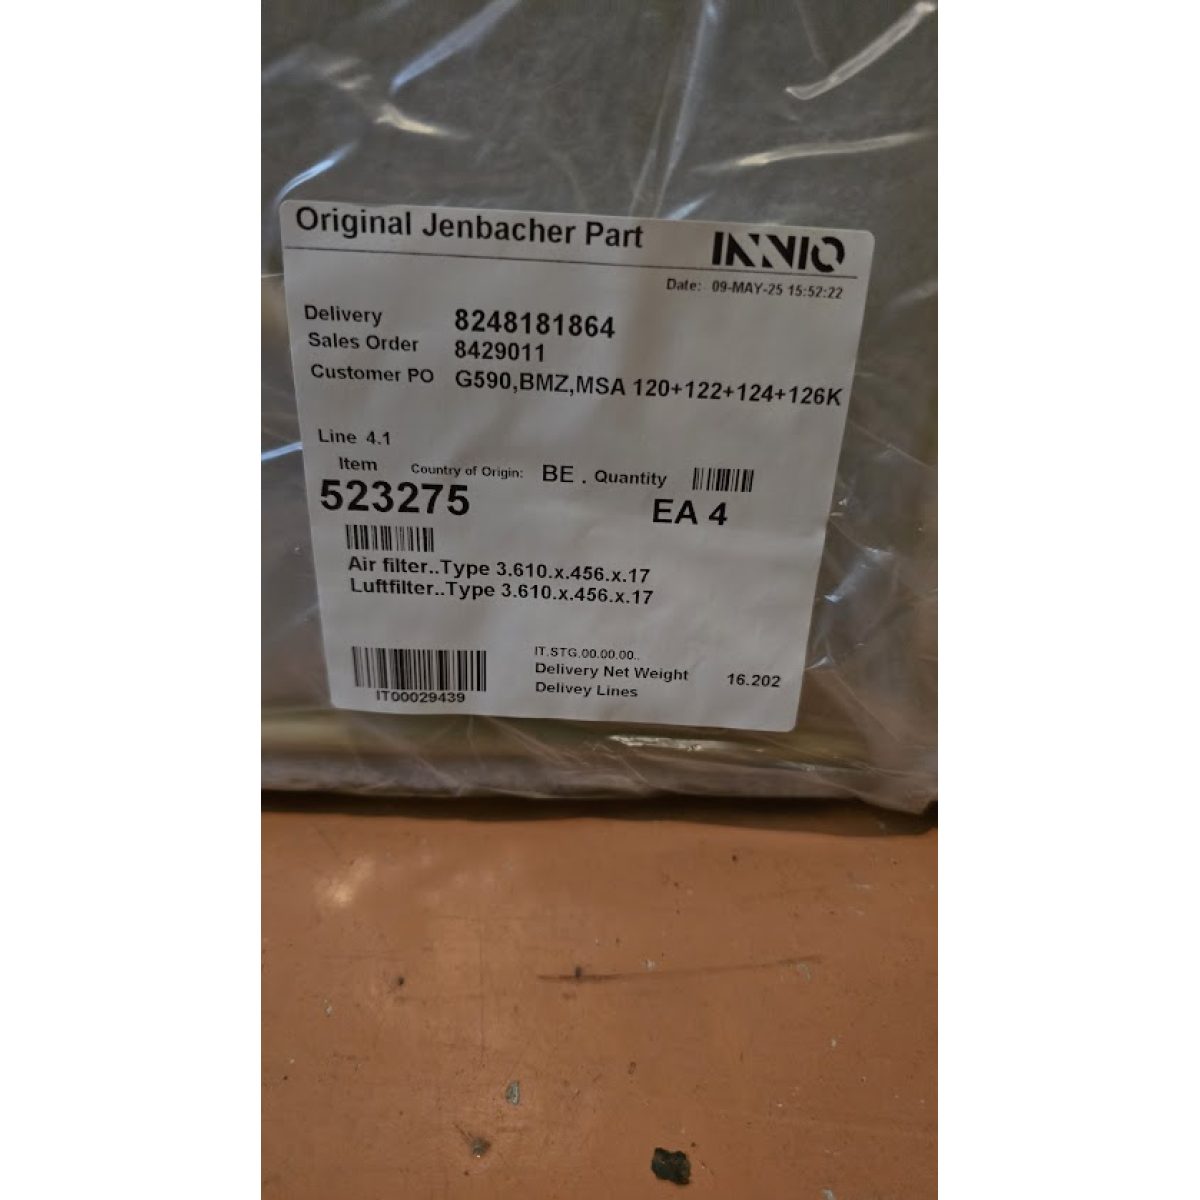 Original Jenbacher Part
INNIO
Date: 09-MAY-25 15:52:22
Delivery 8248181864
Sales Order 8429011
Customer PO G590,BMZ,MSA 120+122+124+126K
Line 4.1
Item Country of Origin: BE . Quantity
523275 EA 4
Air filter..Type 3.610.x.456.x.17
Luftfilter..Type 3.610.x.456.x.17
IT.STG.00.00.00..
Delivery Net Weight 16.202
Delivey Lines
IT00029439